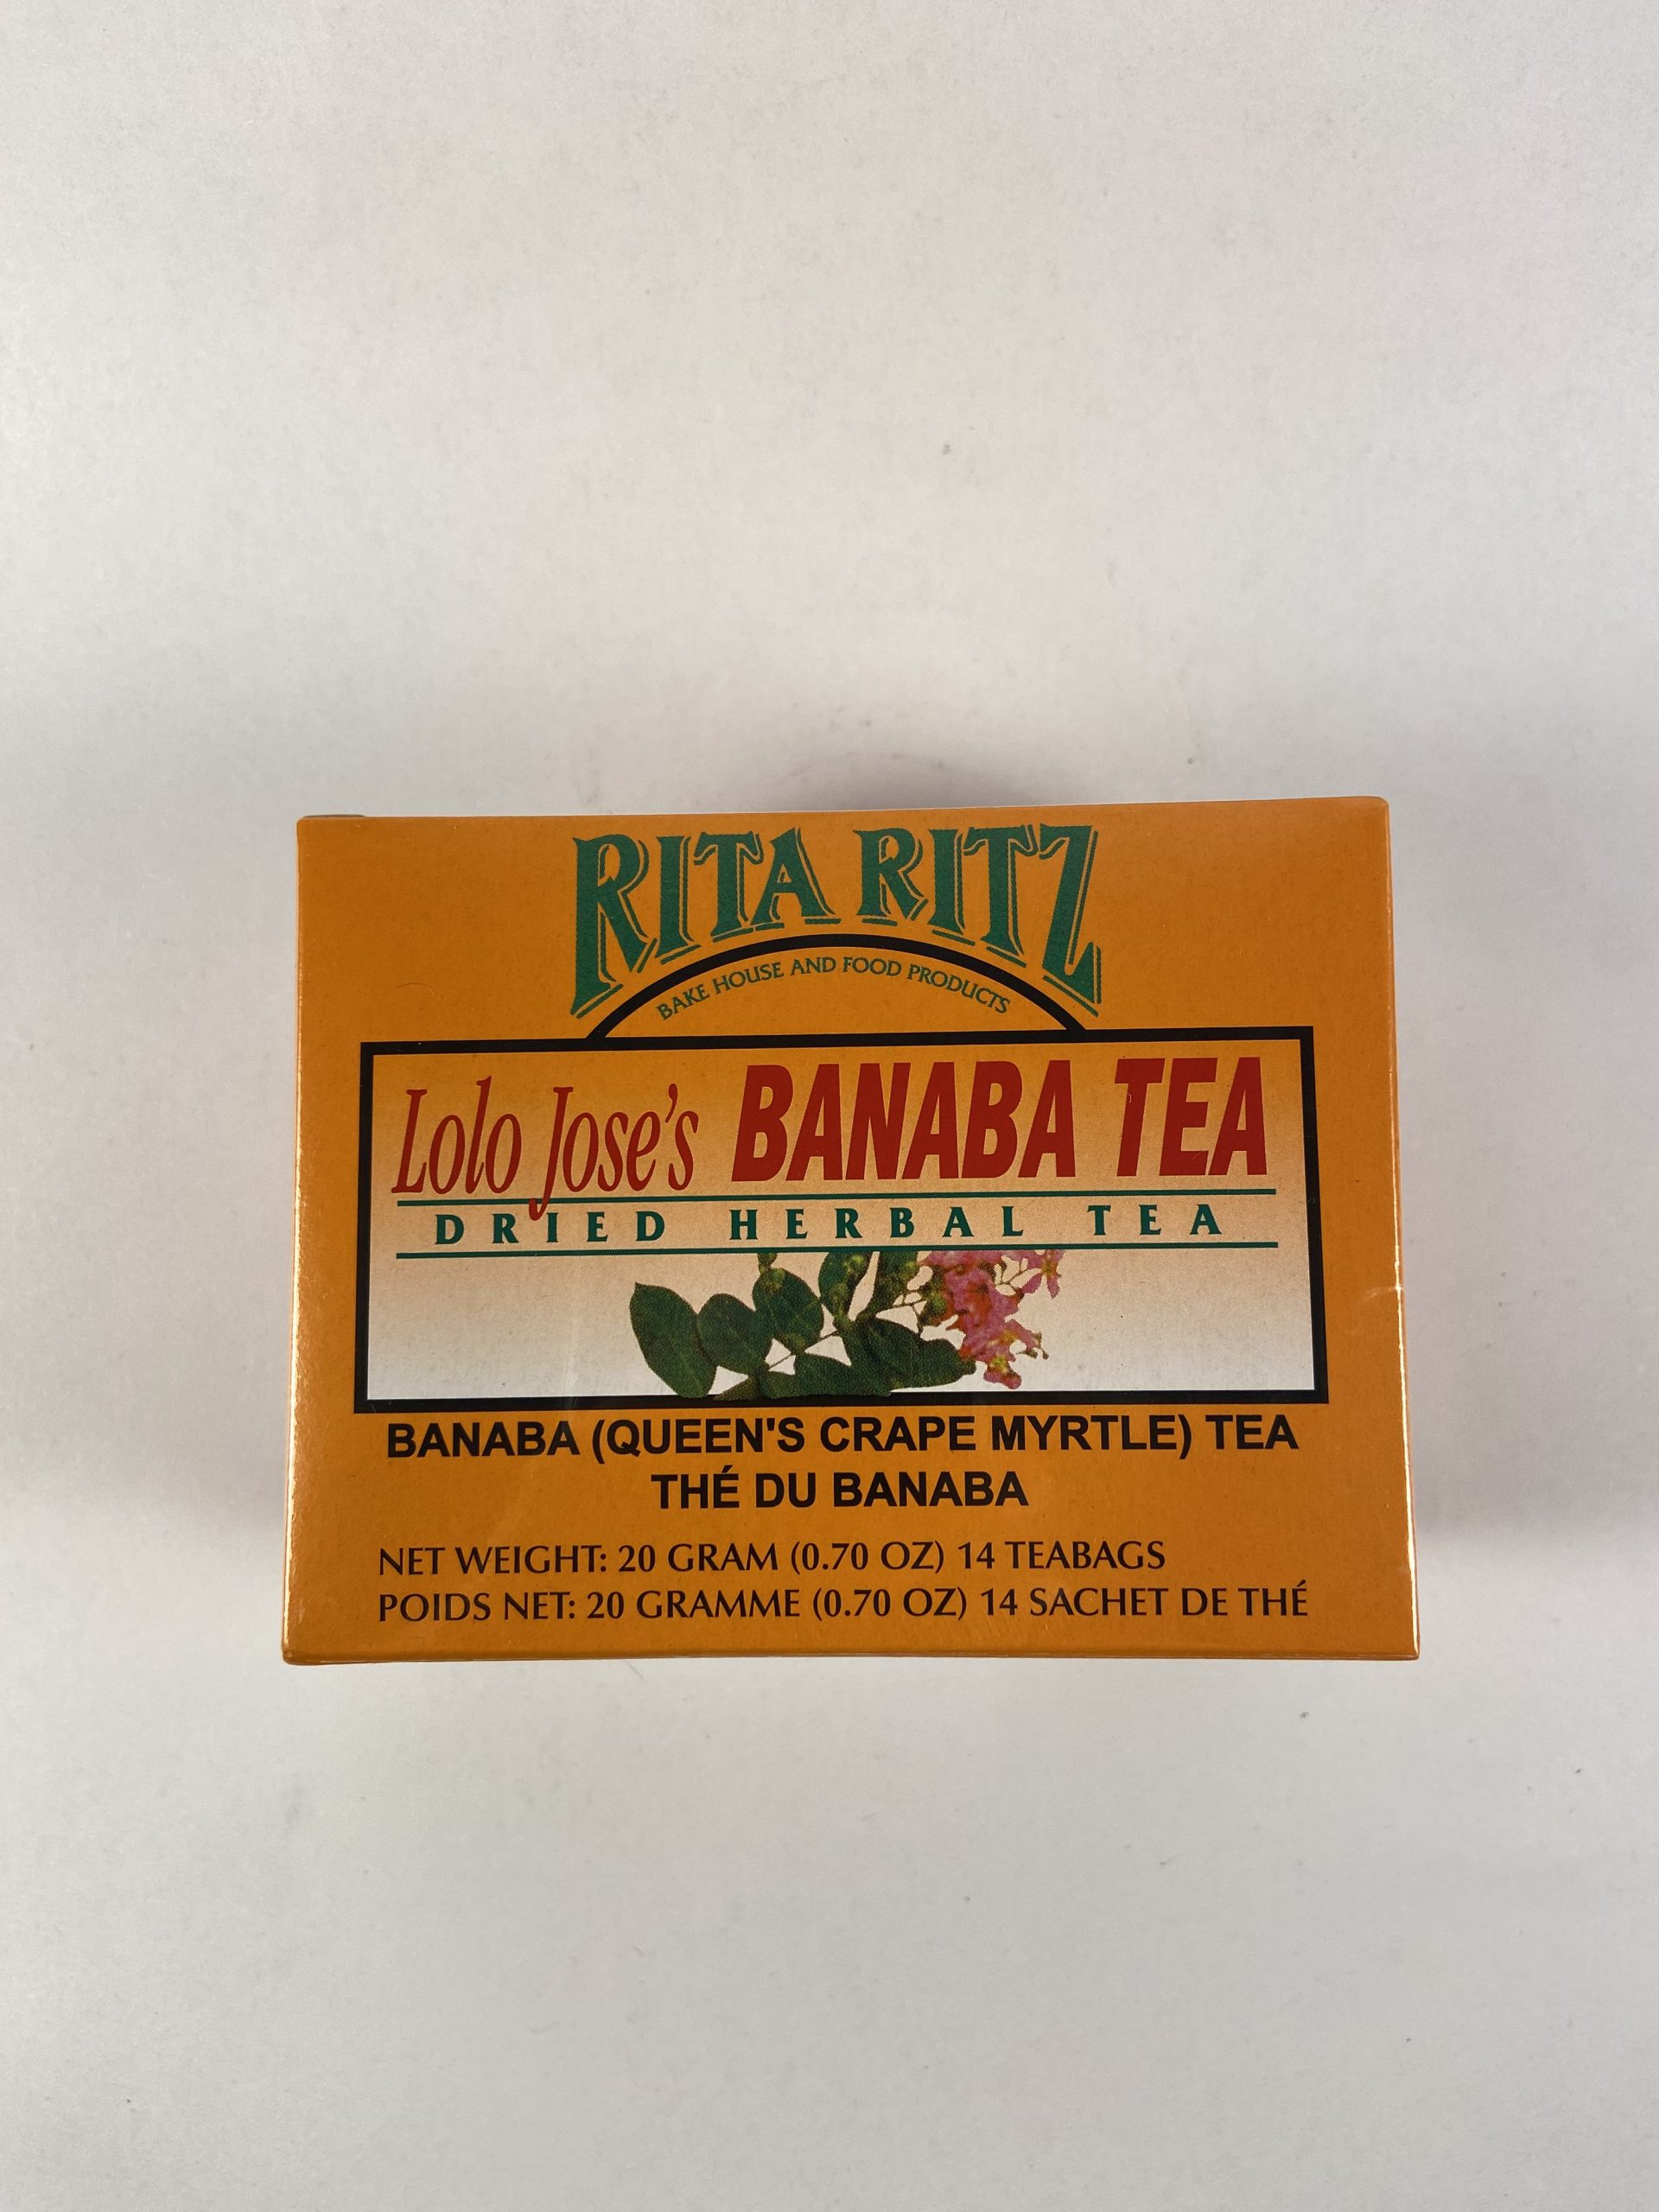 RITA RITZ
BAKE HOUSE AND FOOD PRODUCTS
Lolo Jose's BANABA TEA
DRIED HERBAL TEA
BANABA (QUEEN'S CRAPE MYRTLE) TEA
THÉ DU BANABA
NET WEIGHT: 20 GRAM (0.70 OZ) 14 TEABAGS
POIDS NET: 20 GRAMME (0.70 OZ) 14 SACHET DE THÉ